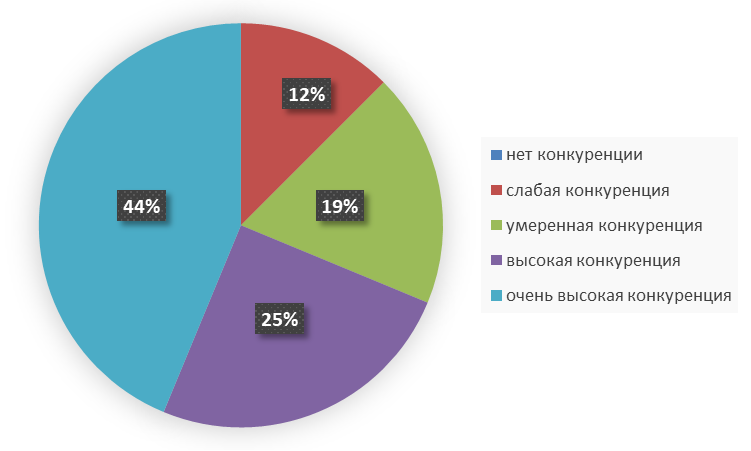 12%
19%
25%
44%
нет конкуренции
слабая конкуренция
умеренная конкуренция
высокая конкуренция
очень высокая конкуренция